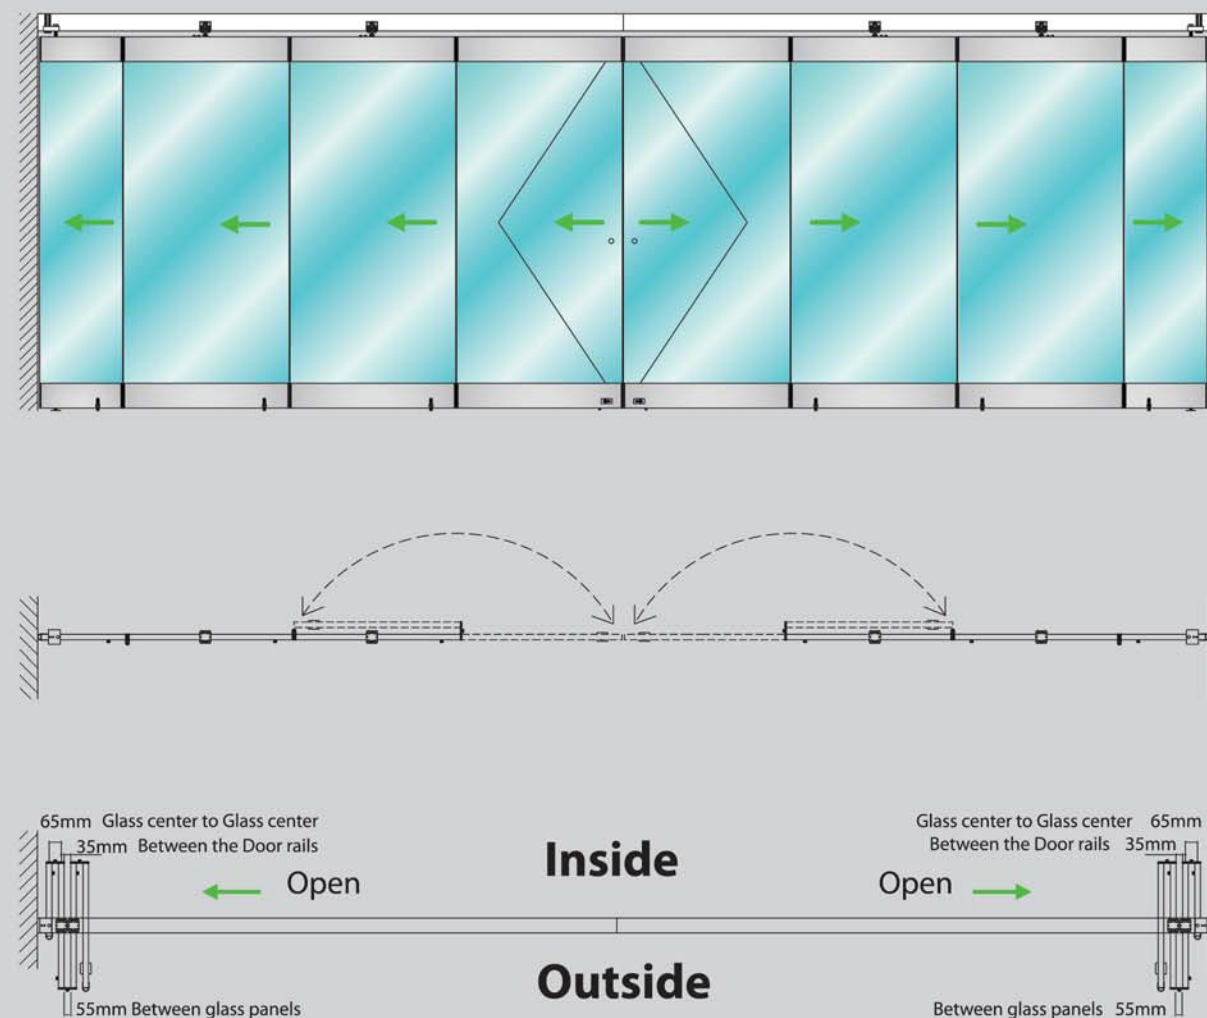 65mm Glass center to Glass center
35mm Between the Door rails
Glass center to Glass center 65mm
Between the Door rails 35mm
Inside
Open
Open
Outside
55mm Between glass panels
Between glass panels 55mm